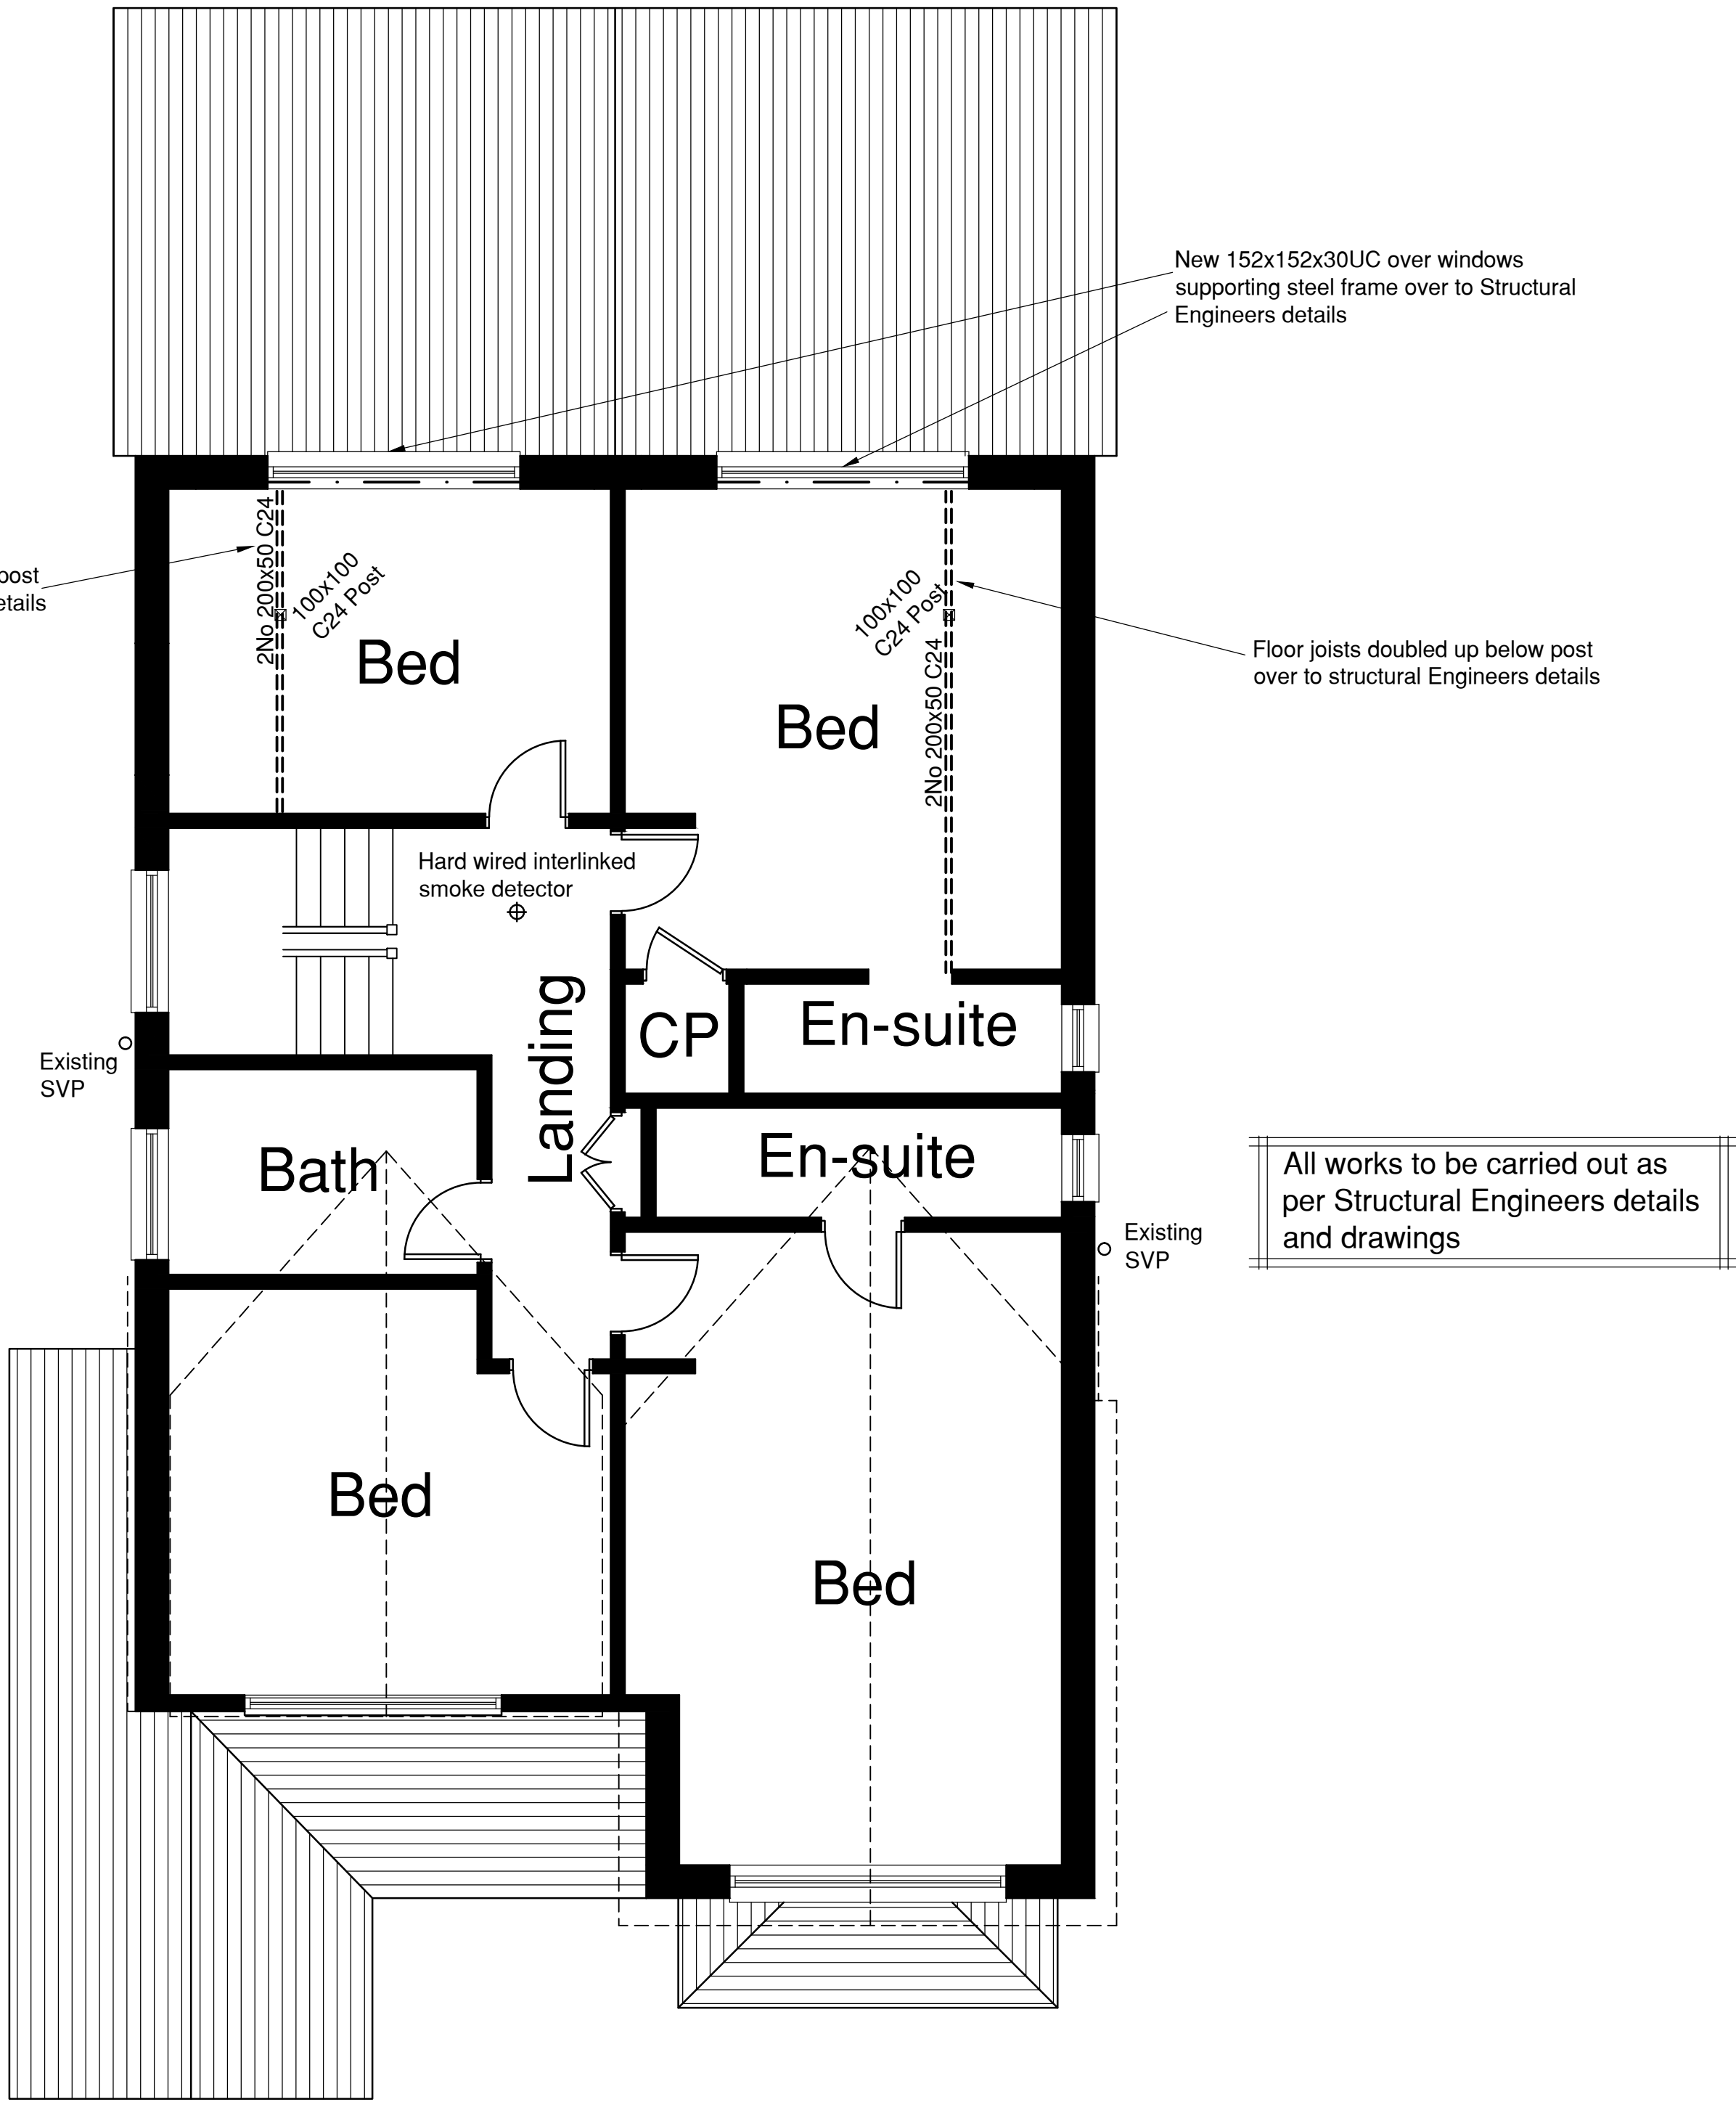 New 152x152x30UC over windows
supporting steel frame over to Structural
Engineers details
post
etails
2No 200x50 C24
100x100
C24 Post
Bed
100x100
C24 Post
2No 200x50 C24
Bed
Floor joists doubled up below post
over to structural Engineers details
Hard wired interlinked
smoke detector
Landing
CP
En-suite
Existing
SVP
Bath
En-suite
All works to be carried out as
per Structural Engineers details
and drawings
Existing
SVP
Bed
Bed